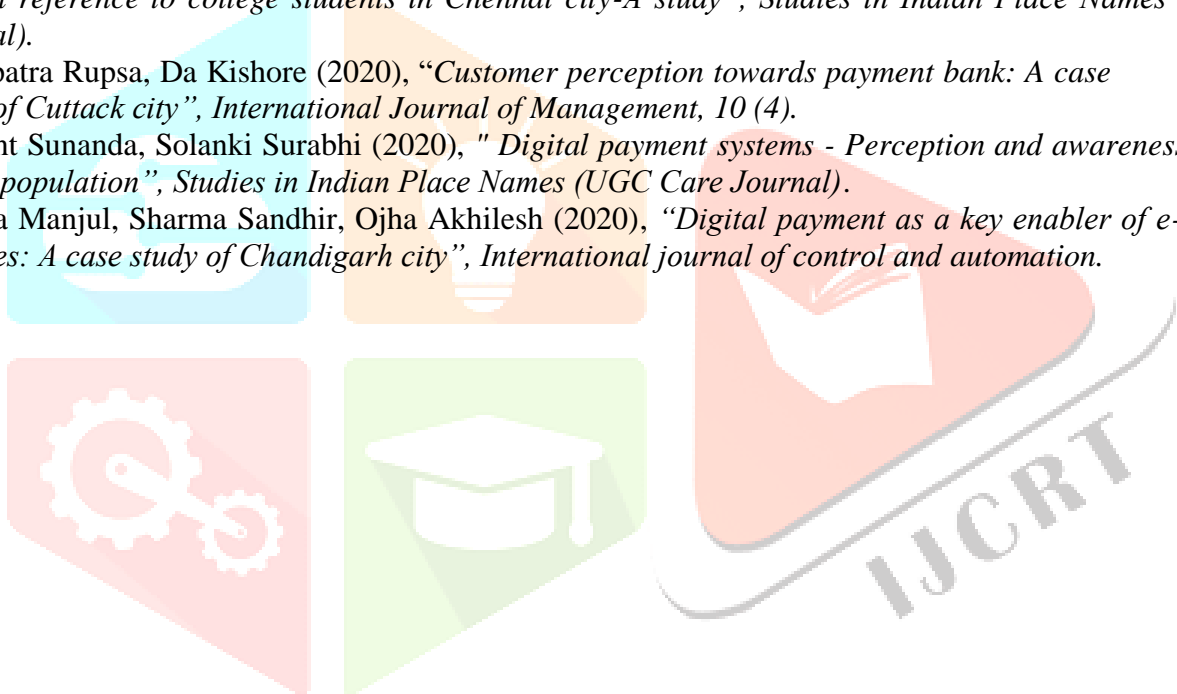 reference to college students in Chennai city-A study", Studies in Indian Place Names
al).
patra Rupsa, Da Kishore (2020), “Customer perception towards payment bank: A case
of Cuttack city”, International Journal of Management, 10 (4).
nt Sunanda, Solanki Surabhi (2020), " Digital payment systems - Perception and awareness
population”, Studies in Indian Place Names (UGC Care Journal).
a Manjul, Sharma Sandhir, Ojha Akhilesh (2020), “Digital payment as a key enabler of e-
es: A case study of Chandigarh city”, International journal of control and automation.
IJCRT